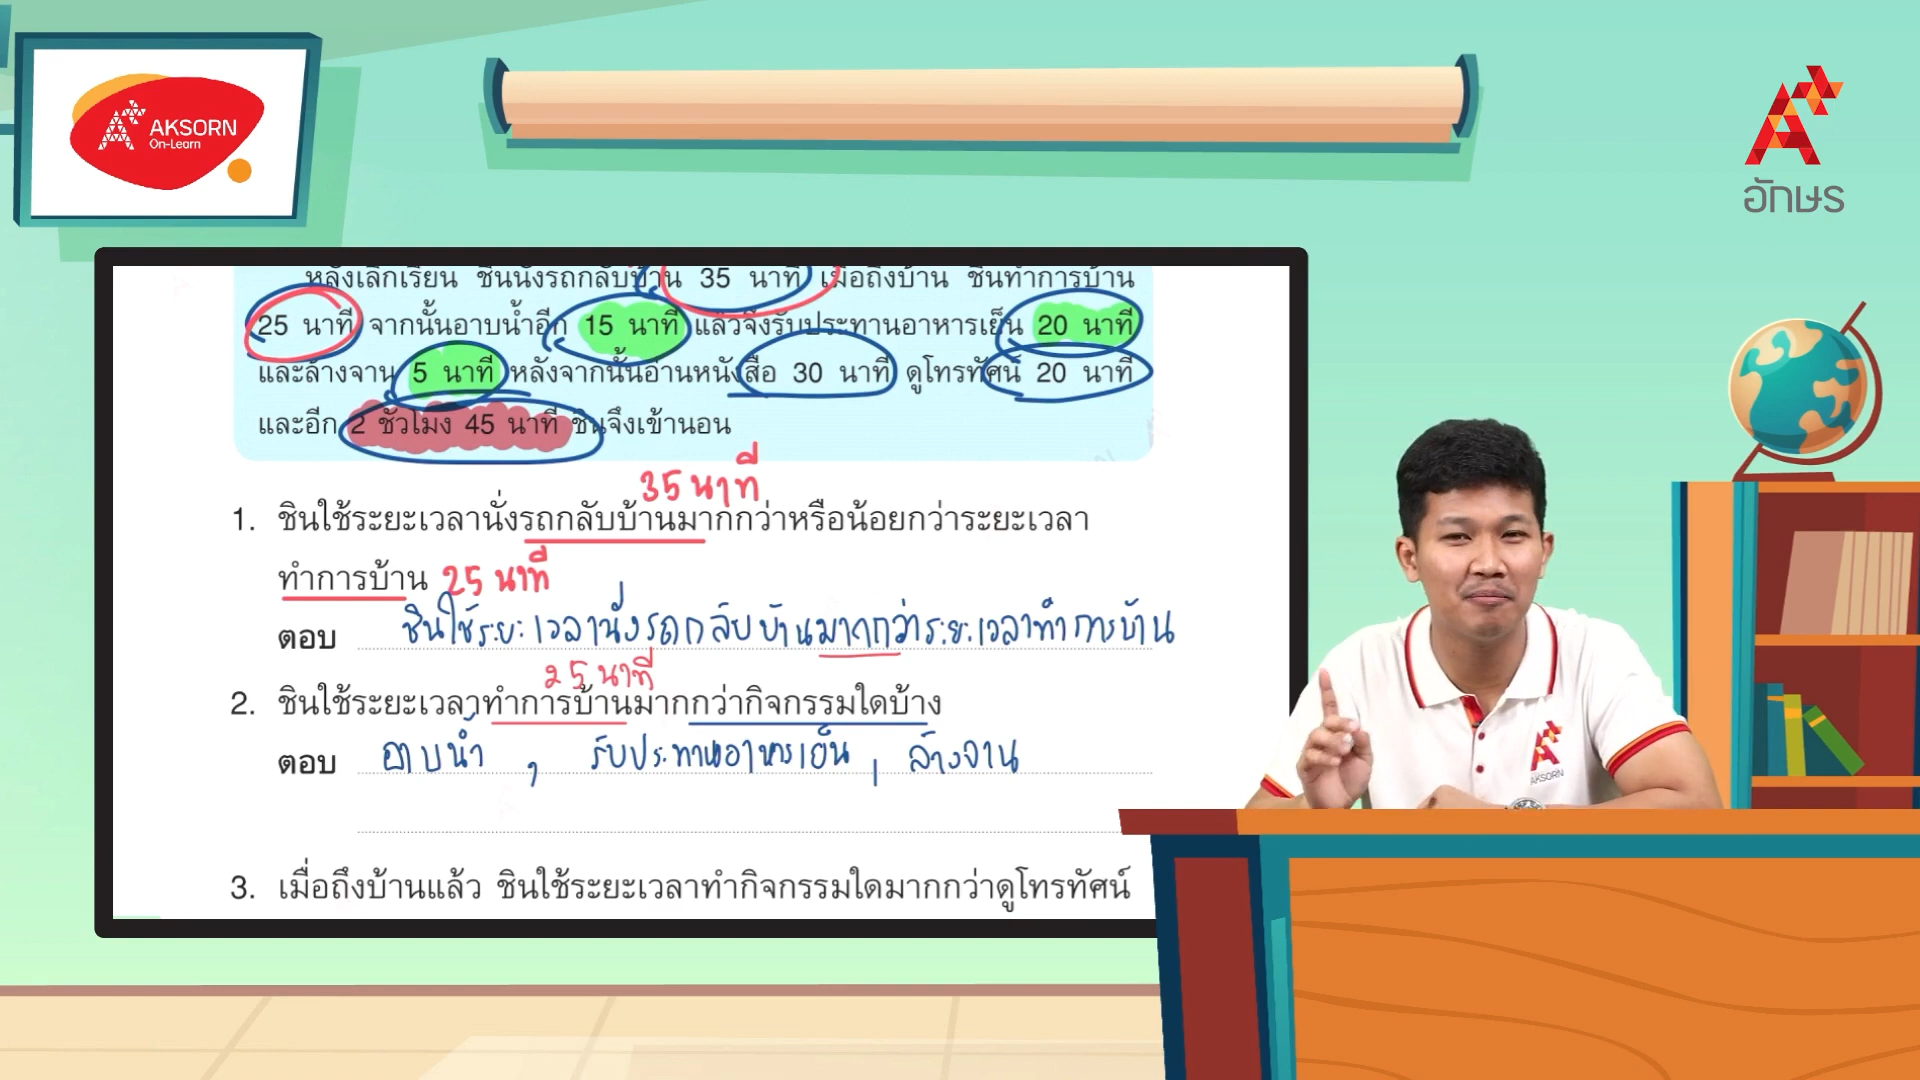 AKSORN
On-Learn
อักษร
หลังเลิกเรียน ชินนั่งรถกลับบ้าน 35 นาที เมื่อถึงบ้าน ชินทำการบ้าน
25 นาที จากนั้นอาบน้ำอีก 15 นาที แล้วจึงรับประทานอาหารเย็น 20 นาที
และล้างจาน 5 นาที หลังจากนั้นอ่านหนังสือ 30 นาที ดูโทรทัศน์ 20 นาที
และอีก 2 ชั่วโมง 45 นาที ชินจึงเข้านอน
35 นาที
1. ชินใช้ระยะเวลานั่งรถกลับบ้านมากกว่าหรือน้อยกว่าระยะเวลา
ทำการบ้าน 25 นาที
ตอบ ชินใช้ระยะเวลานั่งรถกลับบ้านมากกว่าระยะเวลาทำการบ้าน
25 นาที
2. ชินใช้ระยะเวลาทำการบ้านมากกว่ากิจกรรมใดบ้าง
ตอบ อาบน้ำ , รับประทานอาหารเย็น , ล้างจาน
3. เมื่อถึงบ้านแล้ว ชินใช้ระยะเวลาทำกิจกรรมใดมากกว่าดูโทรทัศน์
AKSORN